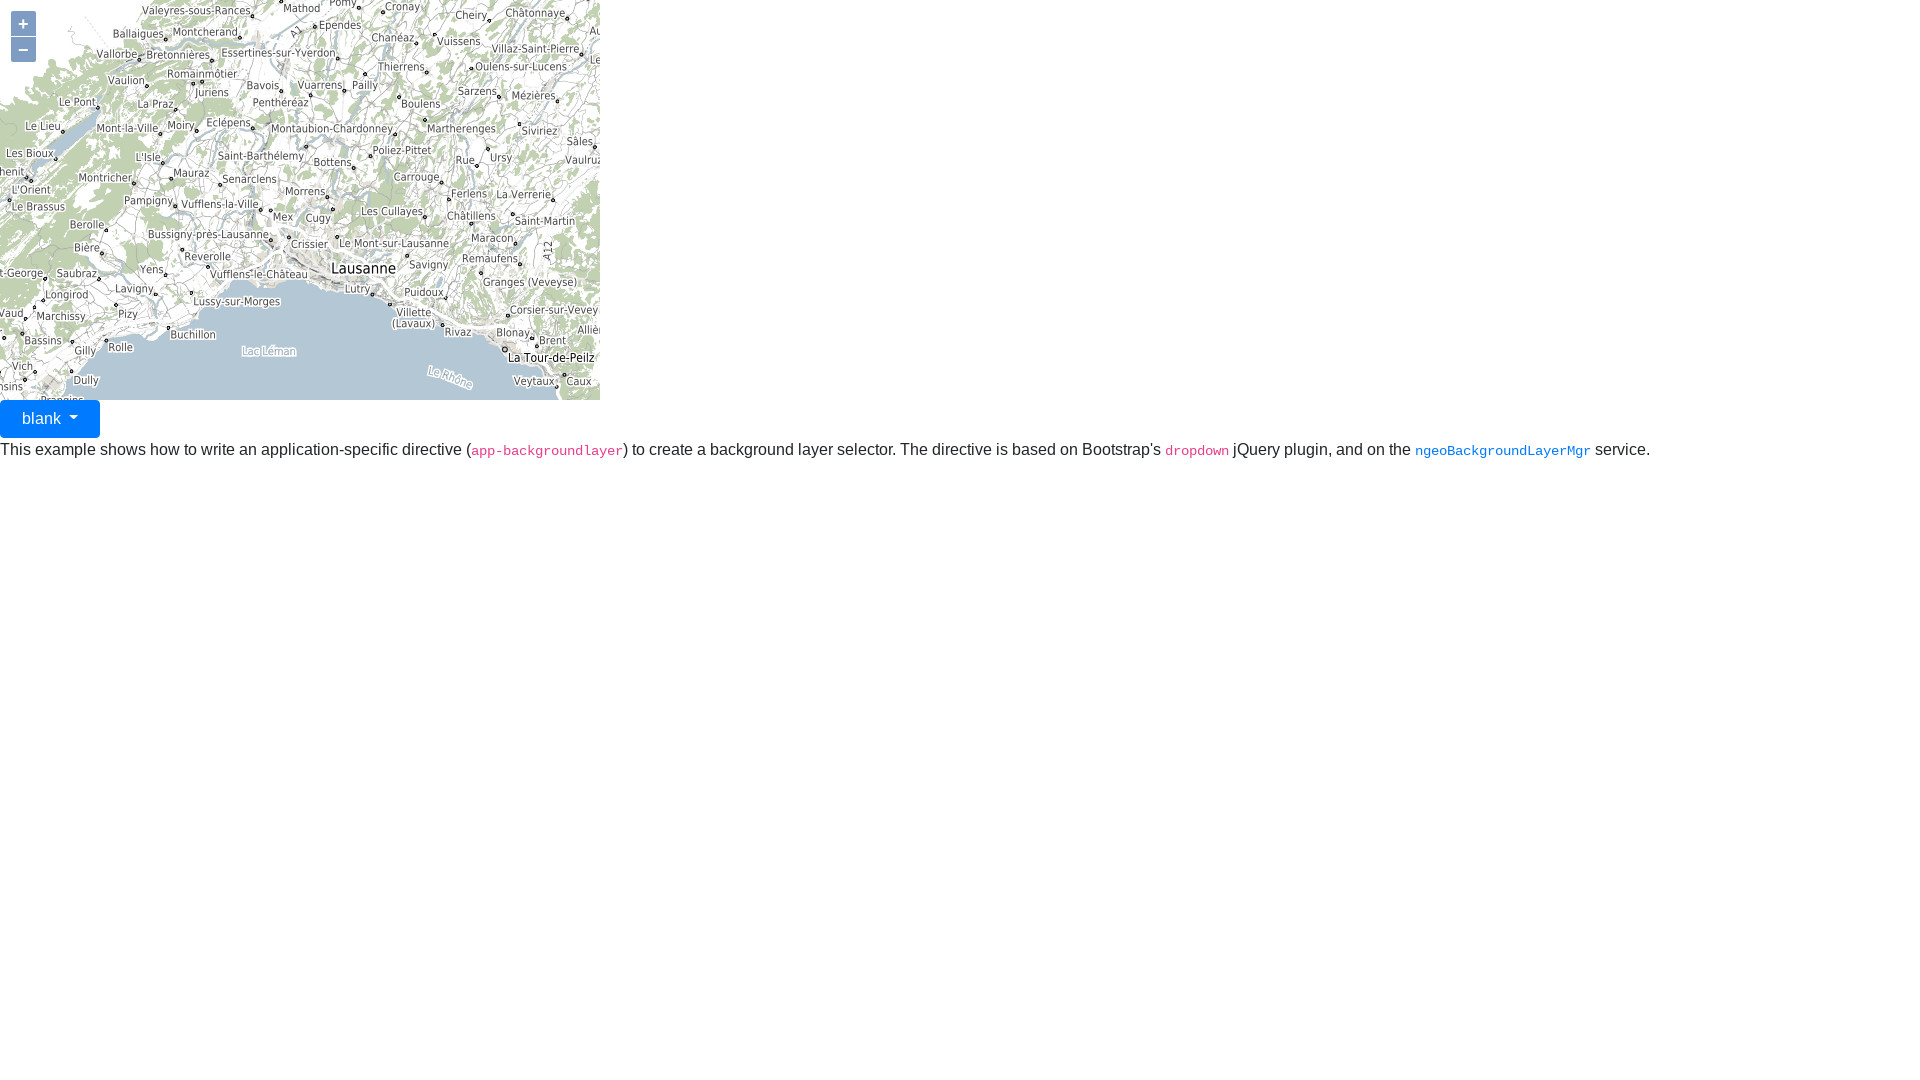 +
–
Valeyres-sous-Rances
Mathod
Pomy
Cronay
Cheiry
Châtonnaye
Ballaigues
Montcherand
A1
Ependes
Chanéaz
Vuissens
Villaz-Saint-Pierre
Vallorbe
Bretonnières
Essertines-sur-Yverdon
Thierrens
Oulens-sur-Lucens
Vaulion
Romainmôtier
Juriens
Bavois
Vuarrens
Pailly
Sarzens
Mézières
Le Pont
La Praz
Penthéréaz
Boulens
Le Lieu
Mont-la-Ville
Moiry
Eclépens
Montaubion-Chardonney
Martherenges
Siviriez
Sâles
Les Bioux
L'Isle
Saint-Barthélemy
Bottens
Poliez-Pittet
Rue
Ursy
Vaulruz
henit
L'Orient
Montricher
Mauraz
Senarclens
Morrens
Carrouge
Ferlens
La Verrerie
Le Brassus
Pampigny
Vufflens-la-Ville
Mex
Cugy
Les Cullayes
Châtillens
Saint-Martin
Berolle
Bussigny-près-Lausanne
Crissier
Le Mont-sur-Lausanne
Maracon
A12
Bière
Reverolle
Savigny
Remaufens
t-George
Saubraz
Yens
Vufflens-le-Château
Lausanne
Granges (Veveyse)
Longirod
Lavigny
Lussy-sur-Morges
Lutry
Puidoux
Vaud
Marchissy
Pizy
Villette
(Lavaux)
Corsier-sur-Vevey
Bassins
Gilly
Rolle
Buchillon
Rivaz
Blonay
Brent
Alliè
Lac Léman
La Tour-de-Peilz
Vich
Dully
Le Rhône
Veytaux
Caux
nsins
Prangins
blank
This example shows how to write an application-specific directive (app-backgroundlayer) to create a background layer selector. The directive is based on Bootstrap's dropdown jQuery plugin, and on the ngeoBackgroundLayerMgr service.